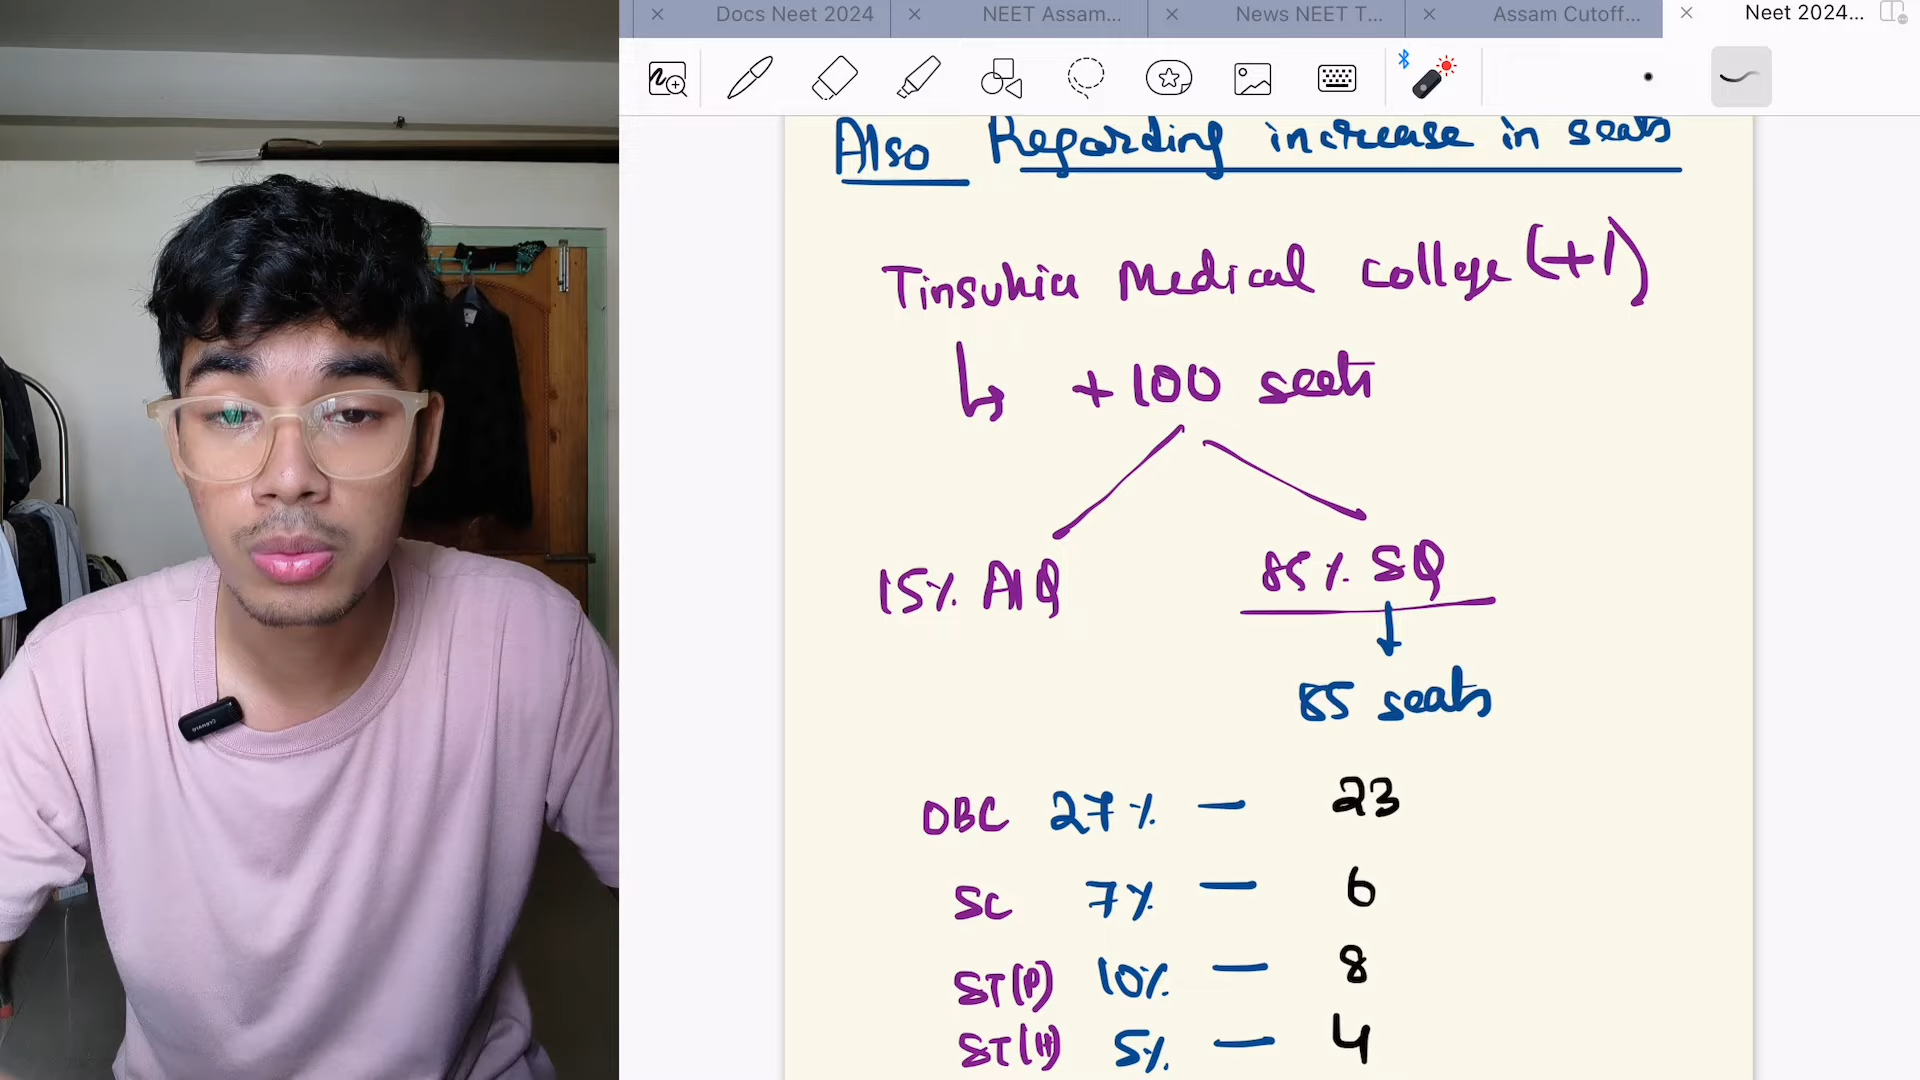 Docs Neet 2024
NEET Assam...
News NEET T...
Assam Cutoff...
Neet 2024...
Also Regarding increase in seats
Tinsukia Medical college (+1)
+100 seats
15% AIQ
85% SQ
85 seats
OBC 27% — 23
SC 7% — 6
ST(P) 10% — 8
ST(H) 5% — 4